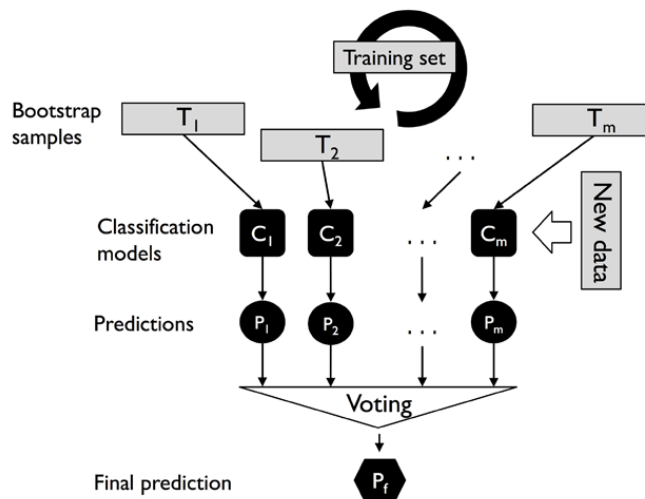 Training set
Bootstrap
samples
T1
T2
. . .
Tm
Classification
models
C1
C2
...
Cm
New data
Predictions
P1
P2
...
Pm
Voting
Final prediction
Pf